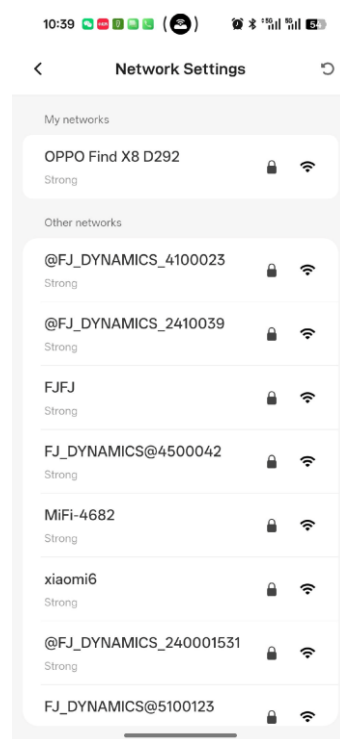 10:39
Network Settings
My networks
OPPO Find X8 D292
Strong
Other networks
@FJ_DYNAMICS_4100023
Strong
@FJ_DYNAMICS_2410039
Strong
FJFJ
Strong
FJ_DYNAMICS@4500042
Strong
MiFi-4682
Strong
xiaomi6
Strong
@FJ_DYNAMICS_240001531
Strong
FJ_DYNAMICS@5100123